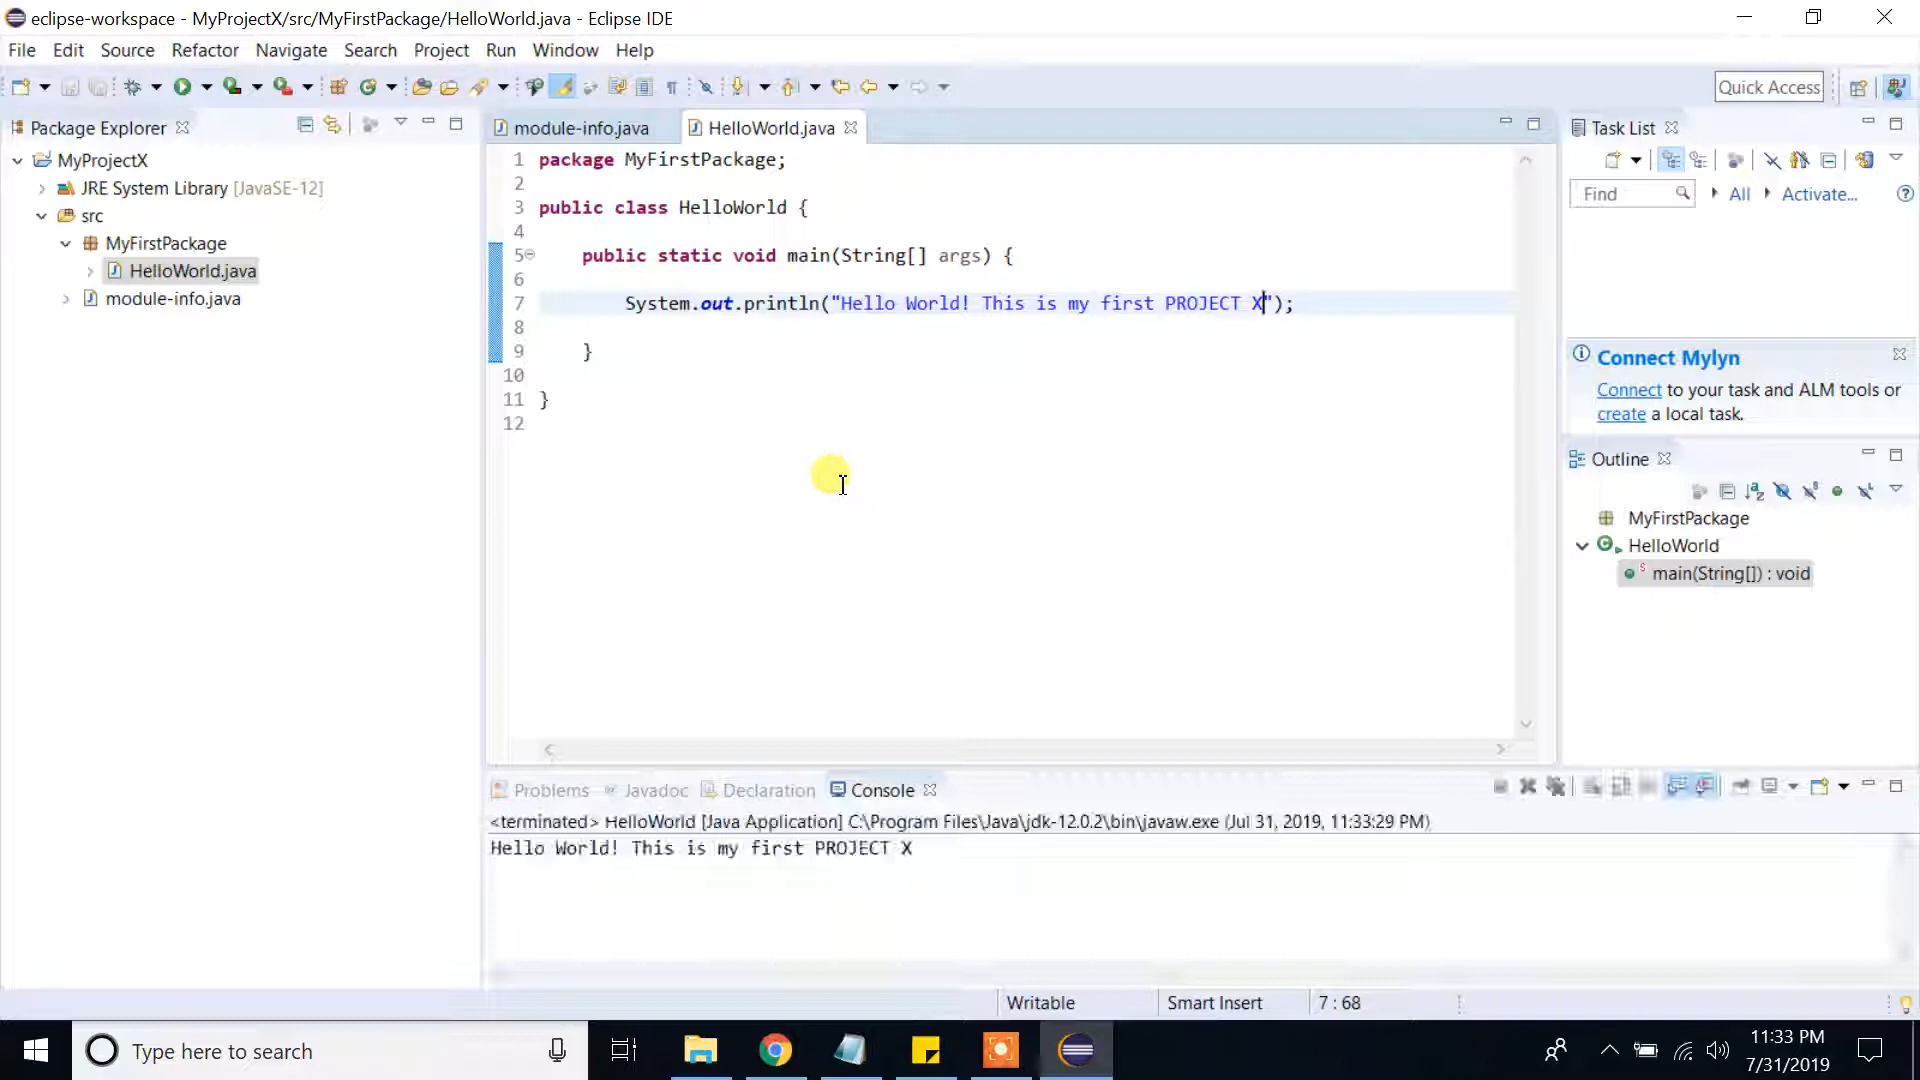 eclipse-workspace - MyProjectX/src/MyFirstPackage/HelloWorld.java - Eclipse IDE
File Edit Source Refactor Navigate Search Project Run Window Help
Quick Access
Package Explorer
MyProjectX
JRE System Library [JavaSE-12]
src
MyFirstPackage
HelloWorld.java
module-info.java
module-info.java HelloWorld.java
1 package MyFirstPackage;
2
3 public class HelloWorld {
4
5 public static void main(String[] args) {
6
7 System.out.println("Hello World! This is my first PROJECT X");
8
9 }
10
11 }
12
Task List
Find All Activate...
Connect Mylyn
Connect to your task and ALM tools or
create a local task.
Outline
MyFirstPackage
HelloWorld
main(String[]) : void
Problems Javadoc Declaration Console
<terminated> HelloWorld [Java Application] C:\Program Files\Java\jdk-12.0.2\bin\javaw.exe (Jul 31, 2019, 11:33:29 PM)
Hello World! This is my first PROJECT X
Writable Smart Insert 7 : 68
Type here to search
11:33 PM
7/31/2019